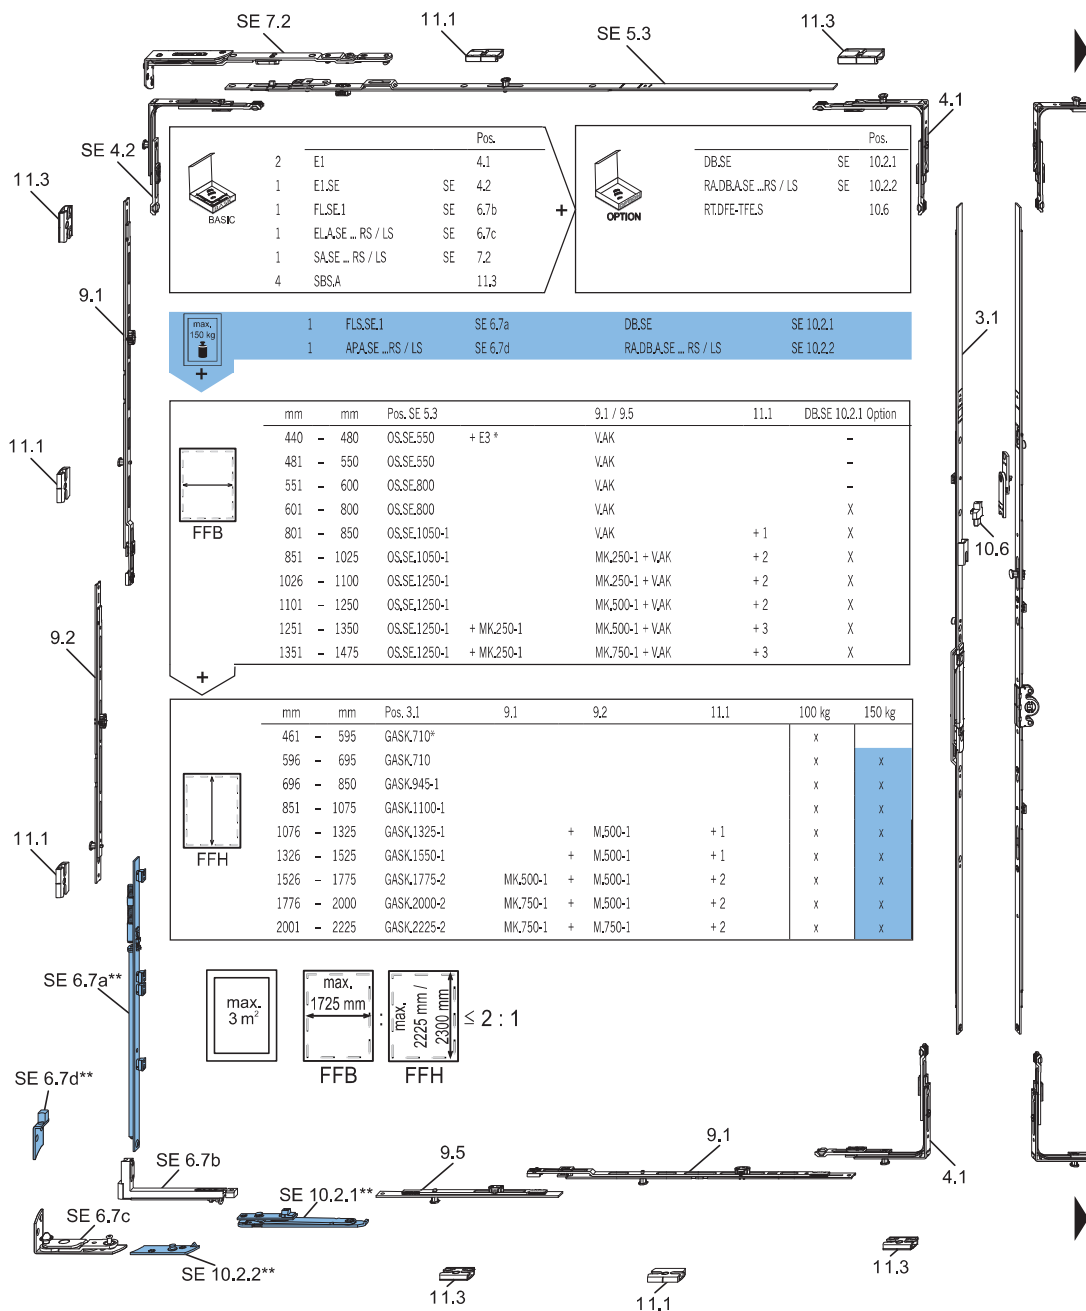 SE 7.2
11.1
SE 5.3
11.3
4.1
SE 4.2
11.3
9.1
11.1
9.2
11.1
SE 6.7a**
SE 6.7d**
SE 6.7b
SE 6.7c
SE 10.2.2**
SE 10.2.1**
9.5
9.1
4.1
11.3
11.1
11.3
3.1
10.6
BASIC
Pos.
2 E1 4.1
1 E1.SE SE 4.2
1 FL.SE.1 SE 6.7b
1 EL.A.SE ... RS / LS SE 6.7c
1 SA.SE ... RS / LS SE 7.2
4 SBS.A 11.3
+
OPTION
Pos.
DB.SE SE 10.2.1
RA.DB.A.SE ...RS / LS SE 10.2.2
RT.DFE-TFE.S 10.6
max. 150 kg
+
1 FLS.SE.1 SE 6.7a DB.SE SE 10.2.1
1 AP.A.SE ...RS / LS SE 6.7d RA.DB.A.SE ... RS / LS SE 10.2.2
FFB
mm mm Pos. SE 5.3 9.1 / 9.5 11.1 DB.SE 10.2.1 Option
440 – 480 OS.SE.550 + E3 * V.AK –
481 – 550 OS.SE.550 V.AK –
551 – 600 OS.SE.800 V.AK –
601 – 800 OS.SE.800 V.AK X
801 – 850 OS.SE.1050-1 V.AK + 1 X
851 – 1025 OS.SE.1050-1 MK.250-1 + V.AK + 2 X
1026 – 1100 OS.SE.1250-1 MK.250-1 + V.AK + 2 X
1101 – 1250 OS.SE.1250-1 MK.500-1 + V.AK + 2 X
1251 – 1350 OS.SE.1250-1 + MK.250-1 MK.500-1 + V.AK + 3 X
1351 – 1475 OS.SE.1250-1 + MK.250-1 MK.750-1 + V.AK + 3 X
+
FFH
mm mm Pos. 3.1 9.1 9.2 11.1 100 kg 150 kg
461 – 595 GASK.710* x
596 – 695 GASK.710 x x
696 – 850 GASK.945-1 x x
851 – 1075 GASK.1100-1 x x
1076 – 1325 GASK.1325-1 + M.500-1 + 1 x x
1326 – 1525 GASK.1550-1 + M.500-1 + 1 x x
1526 – 1775 GASK.1775-2 MK.500-1 + M.500-1 + 2 x x
1776 – 2000 GASK.2000-2 MK.750-1 + M.500-1 + 2 x x
2001 – 2225 GASK.2225-2 MK.750-1 + M.750-1 + 2 x x
max. 3 m²
max. 1725 mm
FFB
:
max. 2225 mm / 2300 mm
FFH
≤ 2 : 1